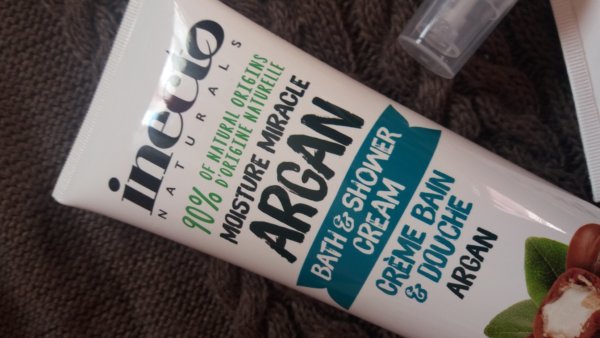 inecto
NATURALS
90% OF NATURAL ORIGINS
D'ORIGINE NATURELLE
MOISTURE MIRACLE
ARGAN
BATH & SHOWER
CREAM
CRÈME BAIN
& DOUCHE
ARGAN